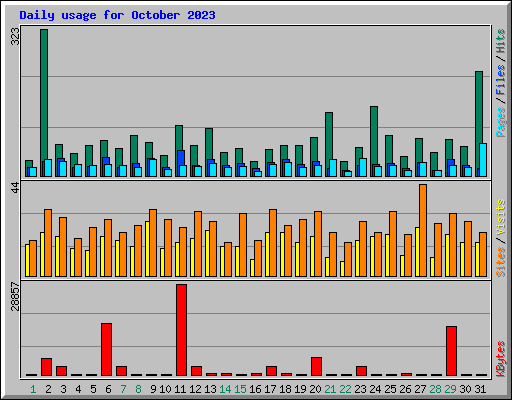 Daily usage for October 2023
323
Pages / Files / Hits
44
Sites / Visits
28857
KBytes
1 2 3 4 5 6 7 8 9 10 11 12 13 14 15 16 17 18 19 20 21 22 23 24 25 26 27 28 29 30 31